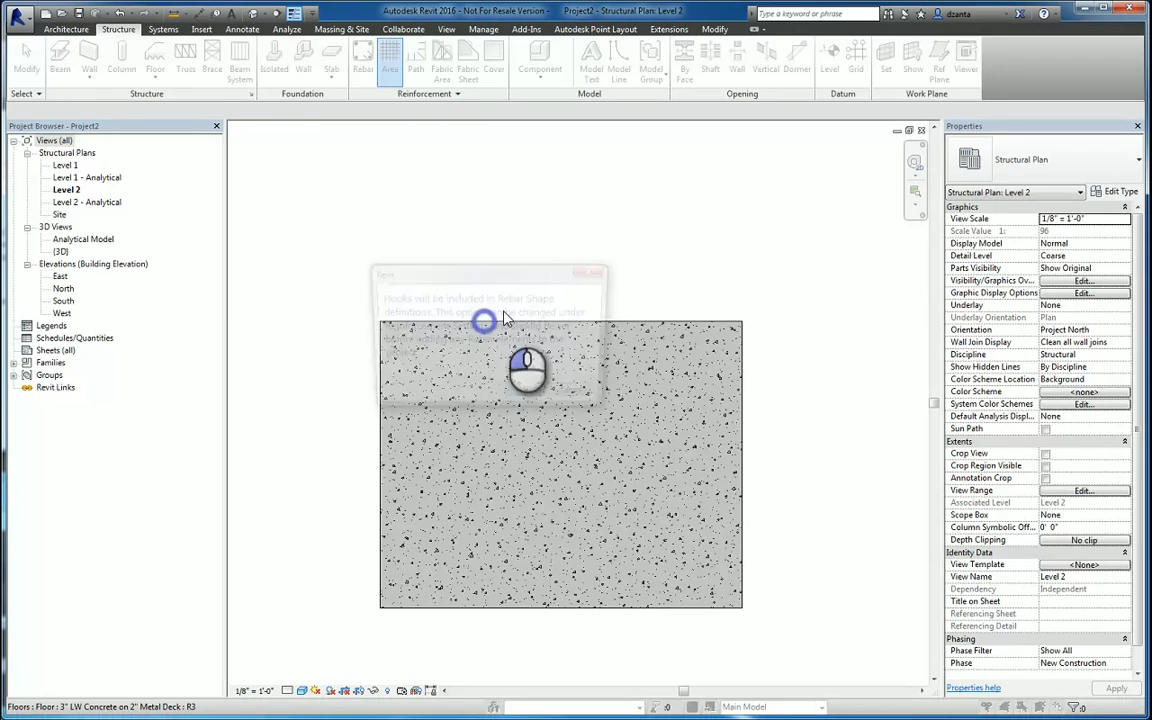 Autodesk Revit 2016 - Not For Resale Version - Project2 - Structural Plan: Level 2
Type a keyword or phrase
dzanta
Architecture Structure Systems Insert Annotate Analyze Massing & Site Collaborate View Manage Add-Ins Autodesk Point Layout Extensions Modify
Modify Beam Wall Column Floor Truss Brace Beam System Isolated Wall Slab Rebar Area Path Fabric Area Fabric Sheet Cover Component Model Text Model Line Model Group By Face Shaft Wall Vertical Dormer Level Grid Set Show Ref Plane Viewer
Select Structure Foundation Reinforcement Model Opening Datum Work Plane
Project Browser - Project2
Views (all)
Structural Plans
Level 1
Level 1 - Analytical
Level 2
Level 2 - Analytical
Site
3D Views
Analytical Model
{3D}
Elevations (Building Elevation)
East
North
South
West
Legends
Schedules/Quantities
Sheets (all)
Families
Groups
Revit Links
Revit
Hooks will be included in Rebar Shape
definitions. This
changed under
1/8" = 1'-0"
Properties
Structural Plan
Structural Plan: Level 2 Edit Type
Graphics
View Scale 1/8" = 1'-0"
Scale Value 1: 96
Display Model Normal
Detail Level Coarse
Parts Visibility Show Original
Visibility/Graphics Ov... Edit...
Graphic Display Options Edit...
Underlay None
Underlay Orientation Plan
Orientation Project North
Wall Join Display Clean all wall joins
Discipline Structural
Show Hidden Lines By Discipline
Color Scheme Location Background
Color Scheme <none>
System Color Schemes Edit...
Default Analysis Displ... None
Sun Path
Extents
Crop View
Crop Region Visible
Annotation Crop
View Range Edit...
Associated Level Level 2
Scope Box None
Column Symbolic Off... 0' 0"
Depth Clipping No clip
Identity Data
View Template <None>
View Name Level 2
Dependency Independent
Title on Sheet
Referencing Sheet
Referencing Detail
Phasing
Phase Filter Show All
Phase New Construction
Properties help Apply
Floors : Floor : 3" LW Concrete on 2" Metal Deck : R3
:0 Main Model :0